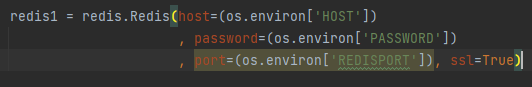 redis1 = redis.Redis(host=(os.environ['HOST'])
, password=(os.environ['PASSWORD'])
, port=(os.environ['REDISPORT']), ssl=True)